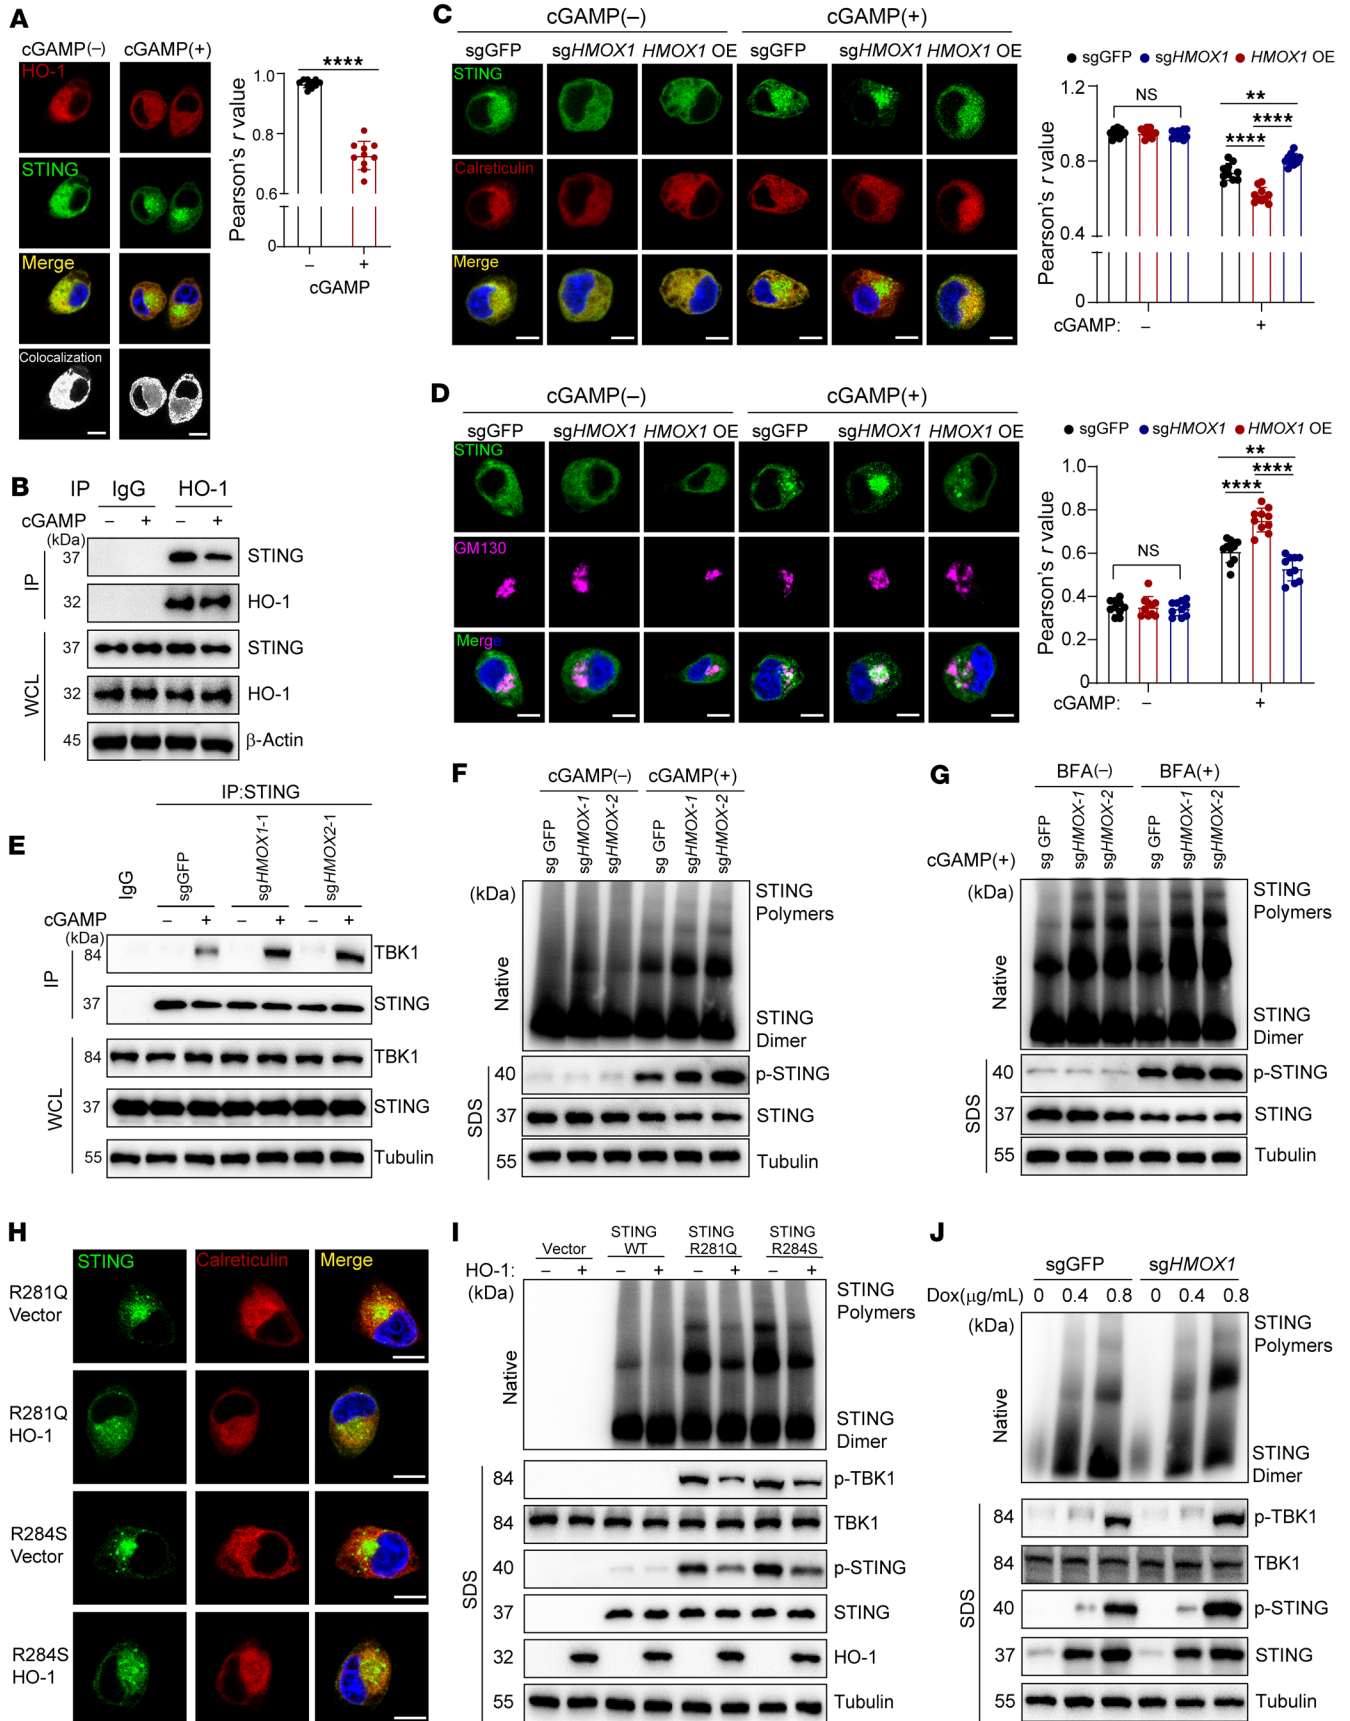 A
cGAMP(–) cGAMP(+)
HO-1
STING
Merge
Colocalization
****
Pearson's r value
1.0
0.8
0.6
0
– +
cGAMP
B
IP IgG HO-1
cGAMP – + – +
(kDa)
IP
37 STING
32 HO-1
WCL
37 STING
32 HO-1
45 β-Actin
C
cGAMP(–) cGAMP(+)
sgGFP sgHMOX1 HMOX1 OE sgGFP sgHMOX1 HMOX1 OE
STING
Calreticulin
Merge
sgGFP sgHMOX1 HMOX1 OE
Pearson's r value
1.2
0.8
0.4
0
NS
**
****
****
cGAMP: – +
D
cGAMP(–) cGAMP(+)
sgGFP sgHMOX1 HMOX1 OE sgGFP sgHMOX1 HMOX1 OE
STING
GM130
Merge
sgGFP sgHMOX1 HMOX1 OE
Pearson's r value
1.0
0.8
0.6
0.4
0.2
0
NS
**
****
****
cGAMP: – +
E
IP:STING
IgG sgGFP sgHMOX1-1 sgHMOX2-1
cGAMP – + – + – +
(kDa)
IP
84 TBK1
37 STING
WCL
84 TBK1
37 STING
55 Tubulin
F
cGAMP(–) cGAMP(+)
sg GFP sgHMOX-1 sgHMOX-2 sg GFP sgHMOX-1 sgHMOX-2
(kDa)
Native
STING
Polymers
STING
Dimer
SDS
40 p-STING
37 STING
55 Tubulin
G
BFA(–) BFA(+)
sg GFP sgHMOX-1 sgHMOX-2 sg GFP sgHMOX-1 sgHMOX-2
cGAMP(+)
(kDa)
Native
STING
Polymers
STING
Dimer
SDS
40 p-STING
37 STING
55 Tubulin
H
STING Calreticulin Merge
R281Q
Vector
R281Q
HO-1
R284S
Vector
R284S
HO-1
I
Vector STING WT STING R281Q STING R284S
HO-1: – + – + – + – +
(kDa)
Native
STING
Polymers
STING
Dimer
SDS
84 p-TBK1
84 TBK1
40 p-STING
37 STING
32 HO-1
55 Tubulin
J
sgGFP sgHMOX1
Dox(μg/mL) 0 0.4 0.8 0 0.4 0.8
(kDa)
Native
STING
Polymers
STING
Dimer
SDS
84 p-TBK1
84 TBK1
40 p-STING
37 STING
55 Tubulin